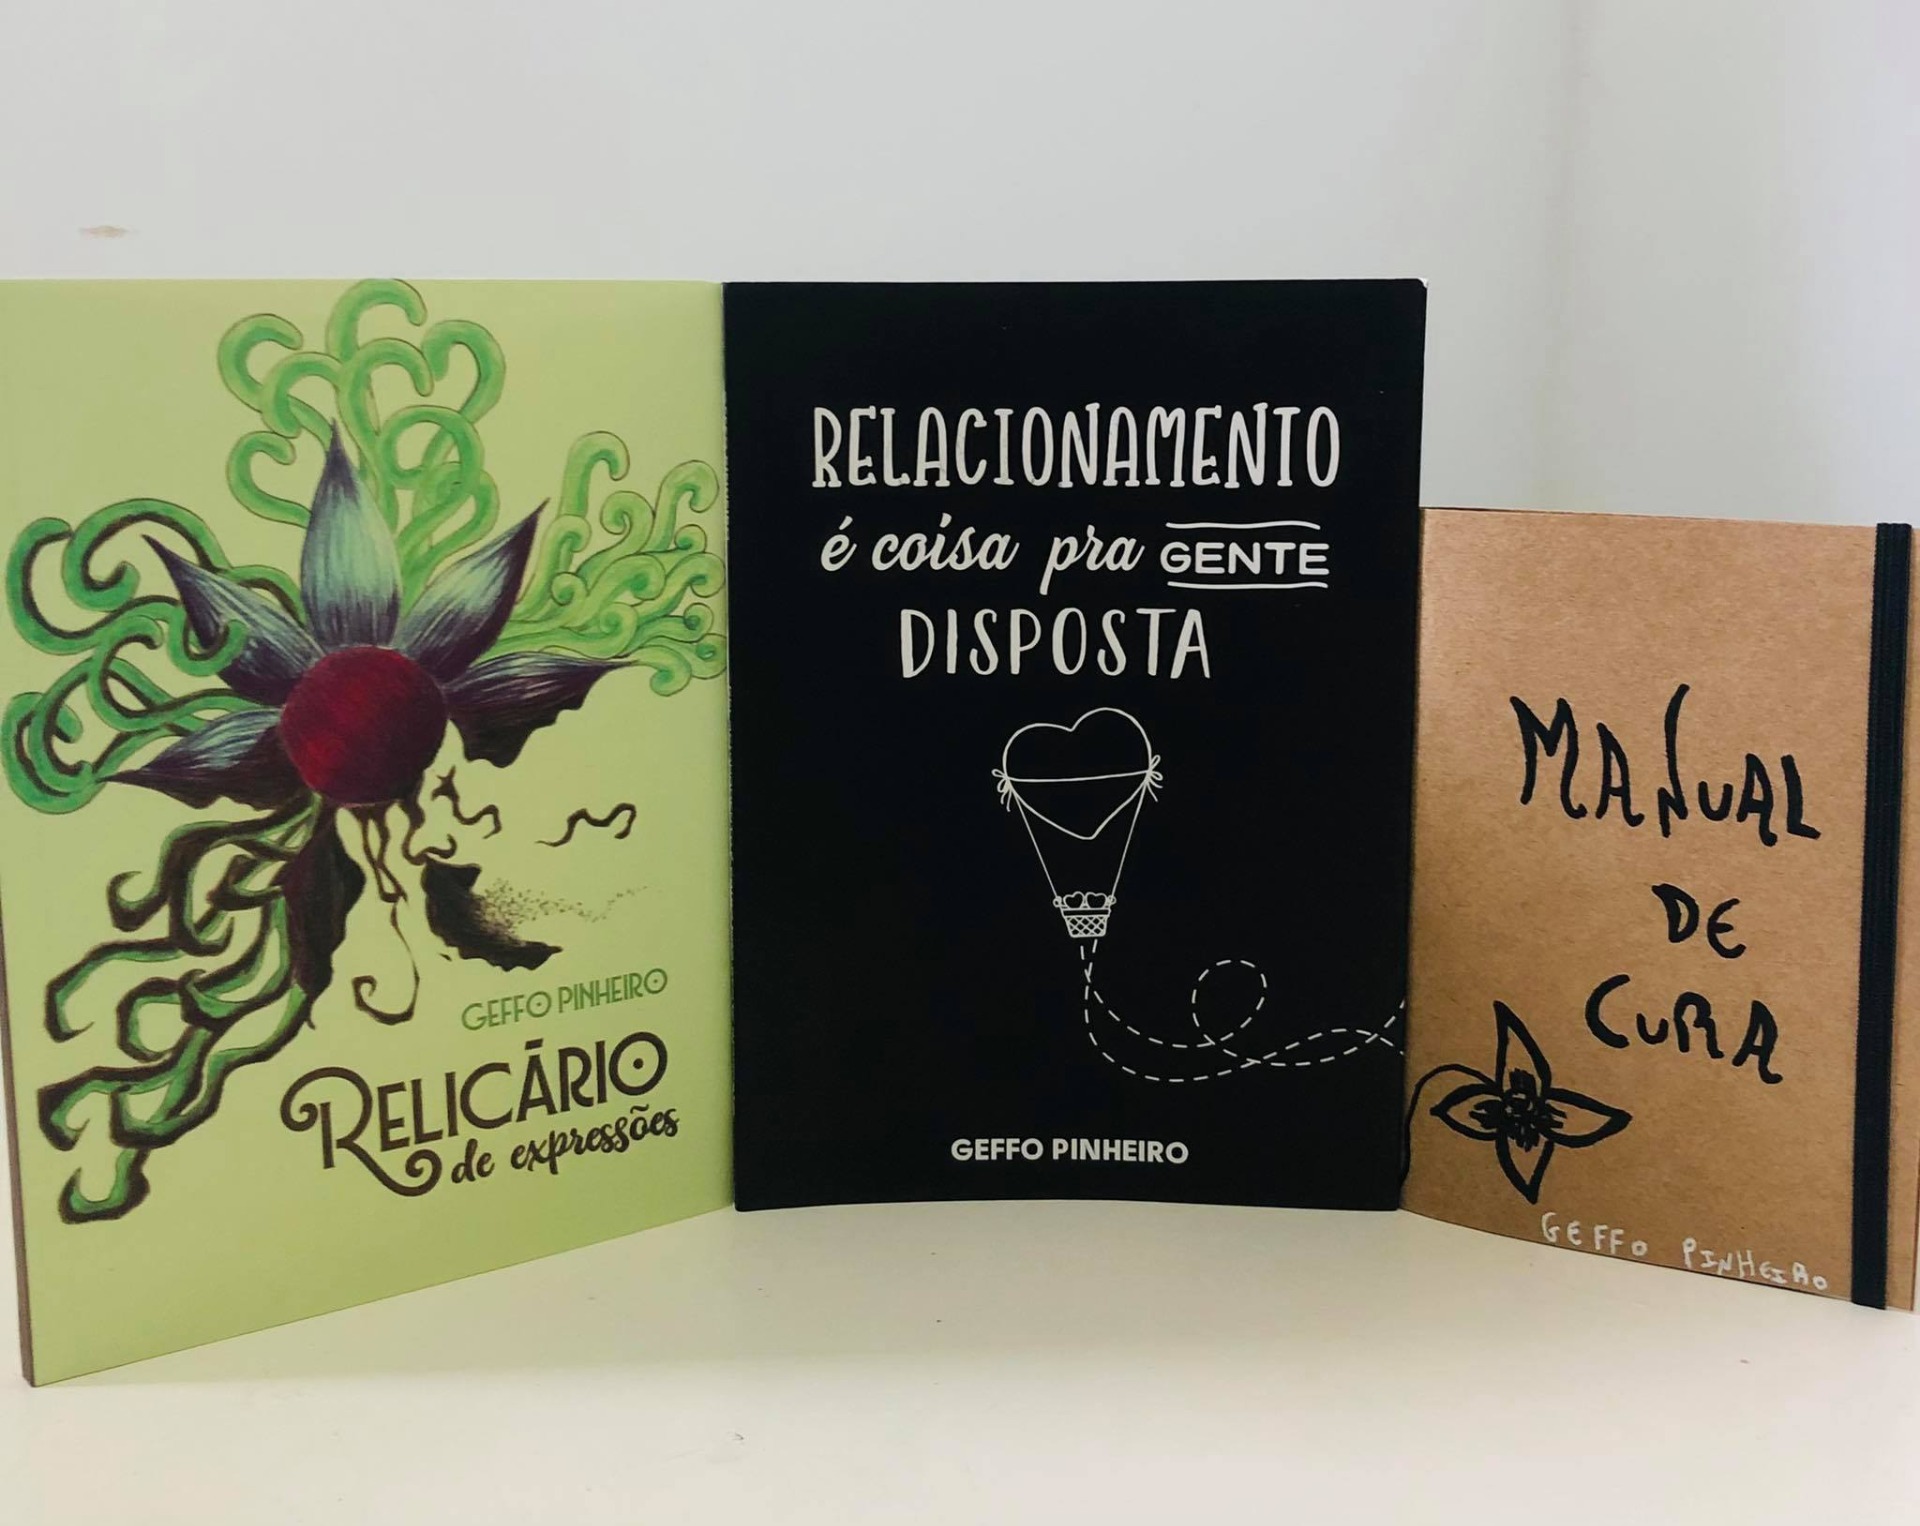 GEFFO PINHEIRO
RELICÁRIO
de expressões
RELACIONAMENTO
é coisa pra GENTE
DISPOSTA
GEFFO PINHEIRO
MANUAL
DE
CURA
GEFFO PINHEIRO